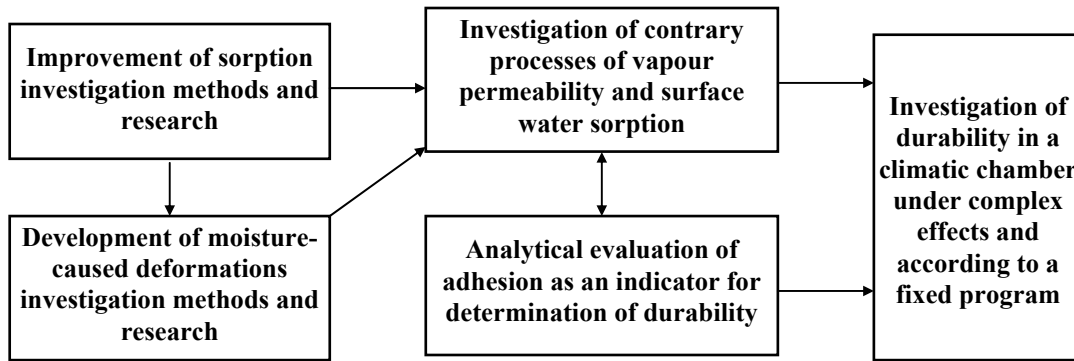 Improvement of sorption
investigation methods and
research
Development of moisture-
caused deformations
investigation methods and
research
Investigation of contrary
processes of vapour
permeability and surface
water sorption
Analytical evaluation of
adhesion as an indicator for
determination of durability
Investigation of
durability in a
climatic chamber
under complex
effects and
according to a
fixed program